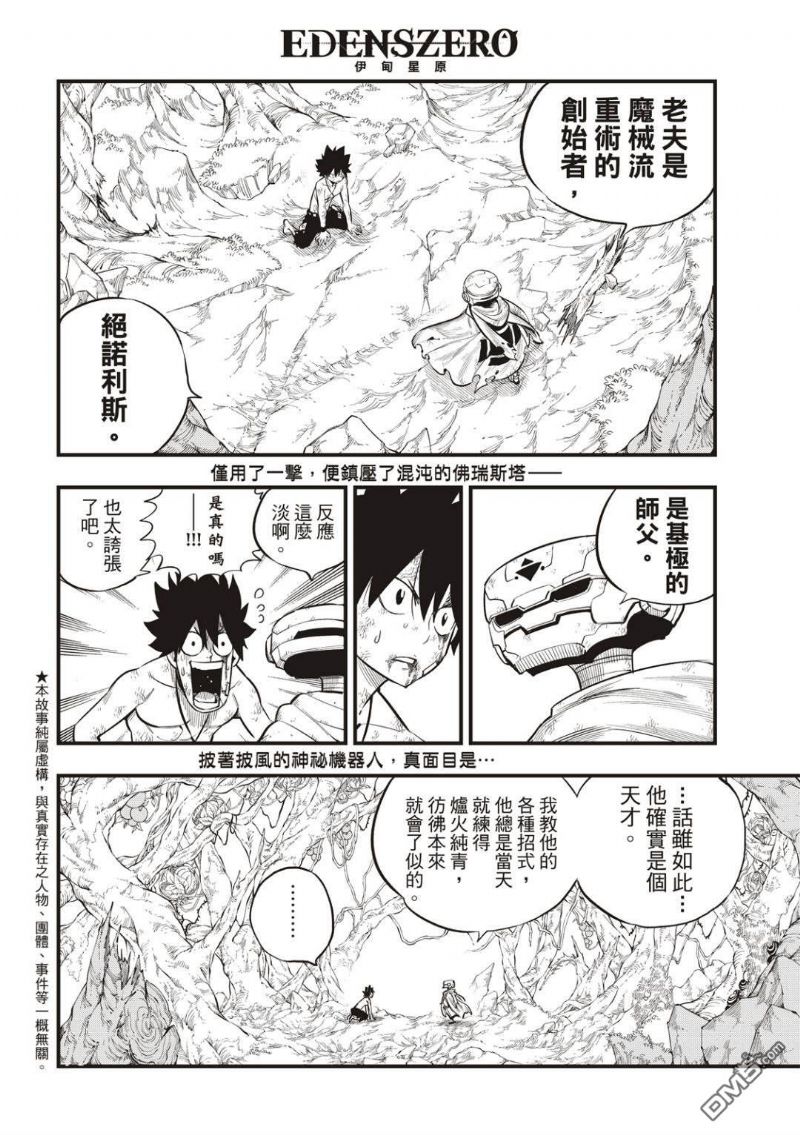 EDENSZERO
伊甸星原
老夫是
魔械流
重術的
創始者，
絕諾利斯。
僅用了一擊，便鎮壓了混沌的佛瑞斯塔——
是基極的
師父。
反應
這麼
淡啊。
是真的嗎
——!!!
也太誇張
了吧。
披著披風的神祕機器人，真面目是…
…話雖如此…
他確實是個
天才。
我教他的
各種招式，
他總是當天
就練得
爐火純青，
彷彿本來
就會了似的。
………
★本故事純屬虛構，與真實存在之人物、團體、事件等一概無關。
DM5.COM